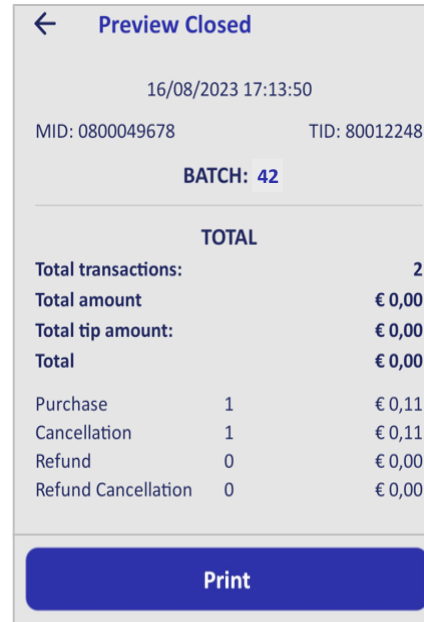 Preview Closed
16/08/2023 17:13:50
MID: 0800049678 TID: 80012248
BATCH: 42
TOTAL
Total transactions: 2
Total amount € 0,00
Total tip amount: € 0,00
Total € 0,00
Purchase 1 € 0,11
Cancellation 1 € 0,11
Refund 0 € 0,00
Refund Cancellation 0 € 0,00
Print